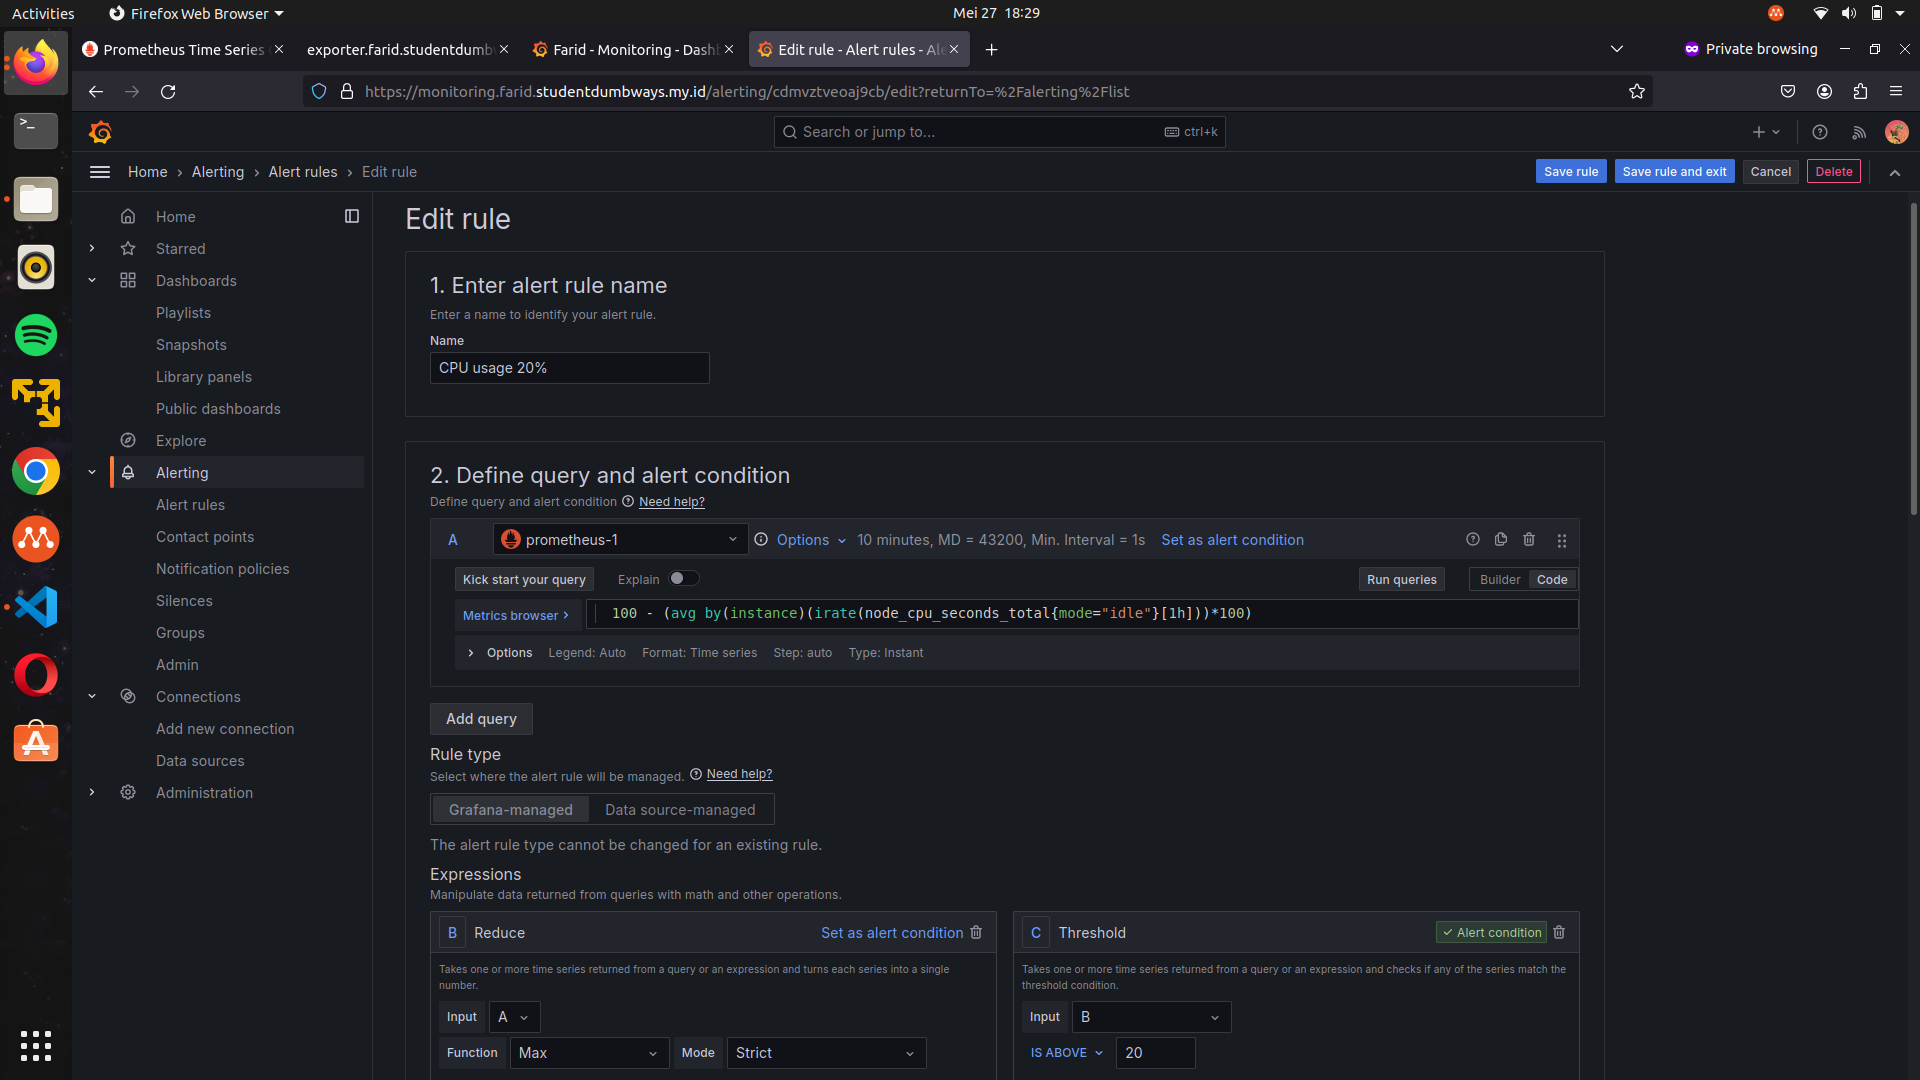 Activities
Firefox Web Browser
Mei 27 18:29
Prometheus Time Series
exporter.farid.studentdumbw
Farid - Monitoring - Dashb
Edit rule - Alert rules - Ale
Private browsing
https://monitoring.farid.studentdumbways.my.id/alerting/cdmvztveoaj9cb/edit?returnTo=%2Falerting%2Flist
Search or jump to...
ctrl+k
Home › Alerting › Alert rules › Edit rule
Save rule
Save rule and exit
Cancel
Delete
Home
Starred
Dashboards
Playlists
Snapshots
Library panels
Public dashboards
Explore
Alerting
Alert rules
Contact points
Notification policies
Silences
Groups
Admin
Connections
Add new connection
Data sources
Administration
Edit rule
1. Enter alert rule name
Enter a name to identify your alert rule.
Name
CPU usage 20%
2. Define query and alert condition
Define query and alert condition Need help?
A prometheus-1 Options 10 minutes, MD = 43200, Min. Interval = 1s Set as alert condition
Kick start your query Explain Run queries Builder Code
Metrics browser › 100 - (avg by(instance)(irate(node_cpu_seconds_total{mode="idle"}[1h]))*100)
Options Legend: Auto Format: Time series Step: auto Type: Instant
Add query
Rule type
Select where the alert rule will be managed. Need help?
Grafana-managed Data source-managed
The alert rule type cannot be changed for an existing rule.
Expressions
Manipulate data returned from queries with math and other operations.
B Reduce Set as alert condition
Takes one or more time series returned from a query or an expression and turns each series into a single
number.
Input A
Function Max Mode Strict
C Threshold Alert condition
Takes one or more time series returned from a query or an expression and checks if any of the series match the
threshold condition.
Input B
IS ABOVE 20